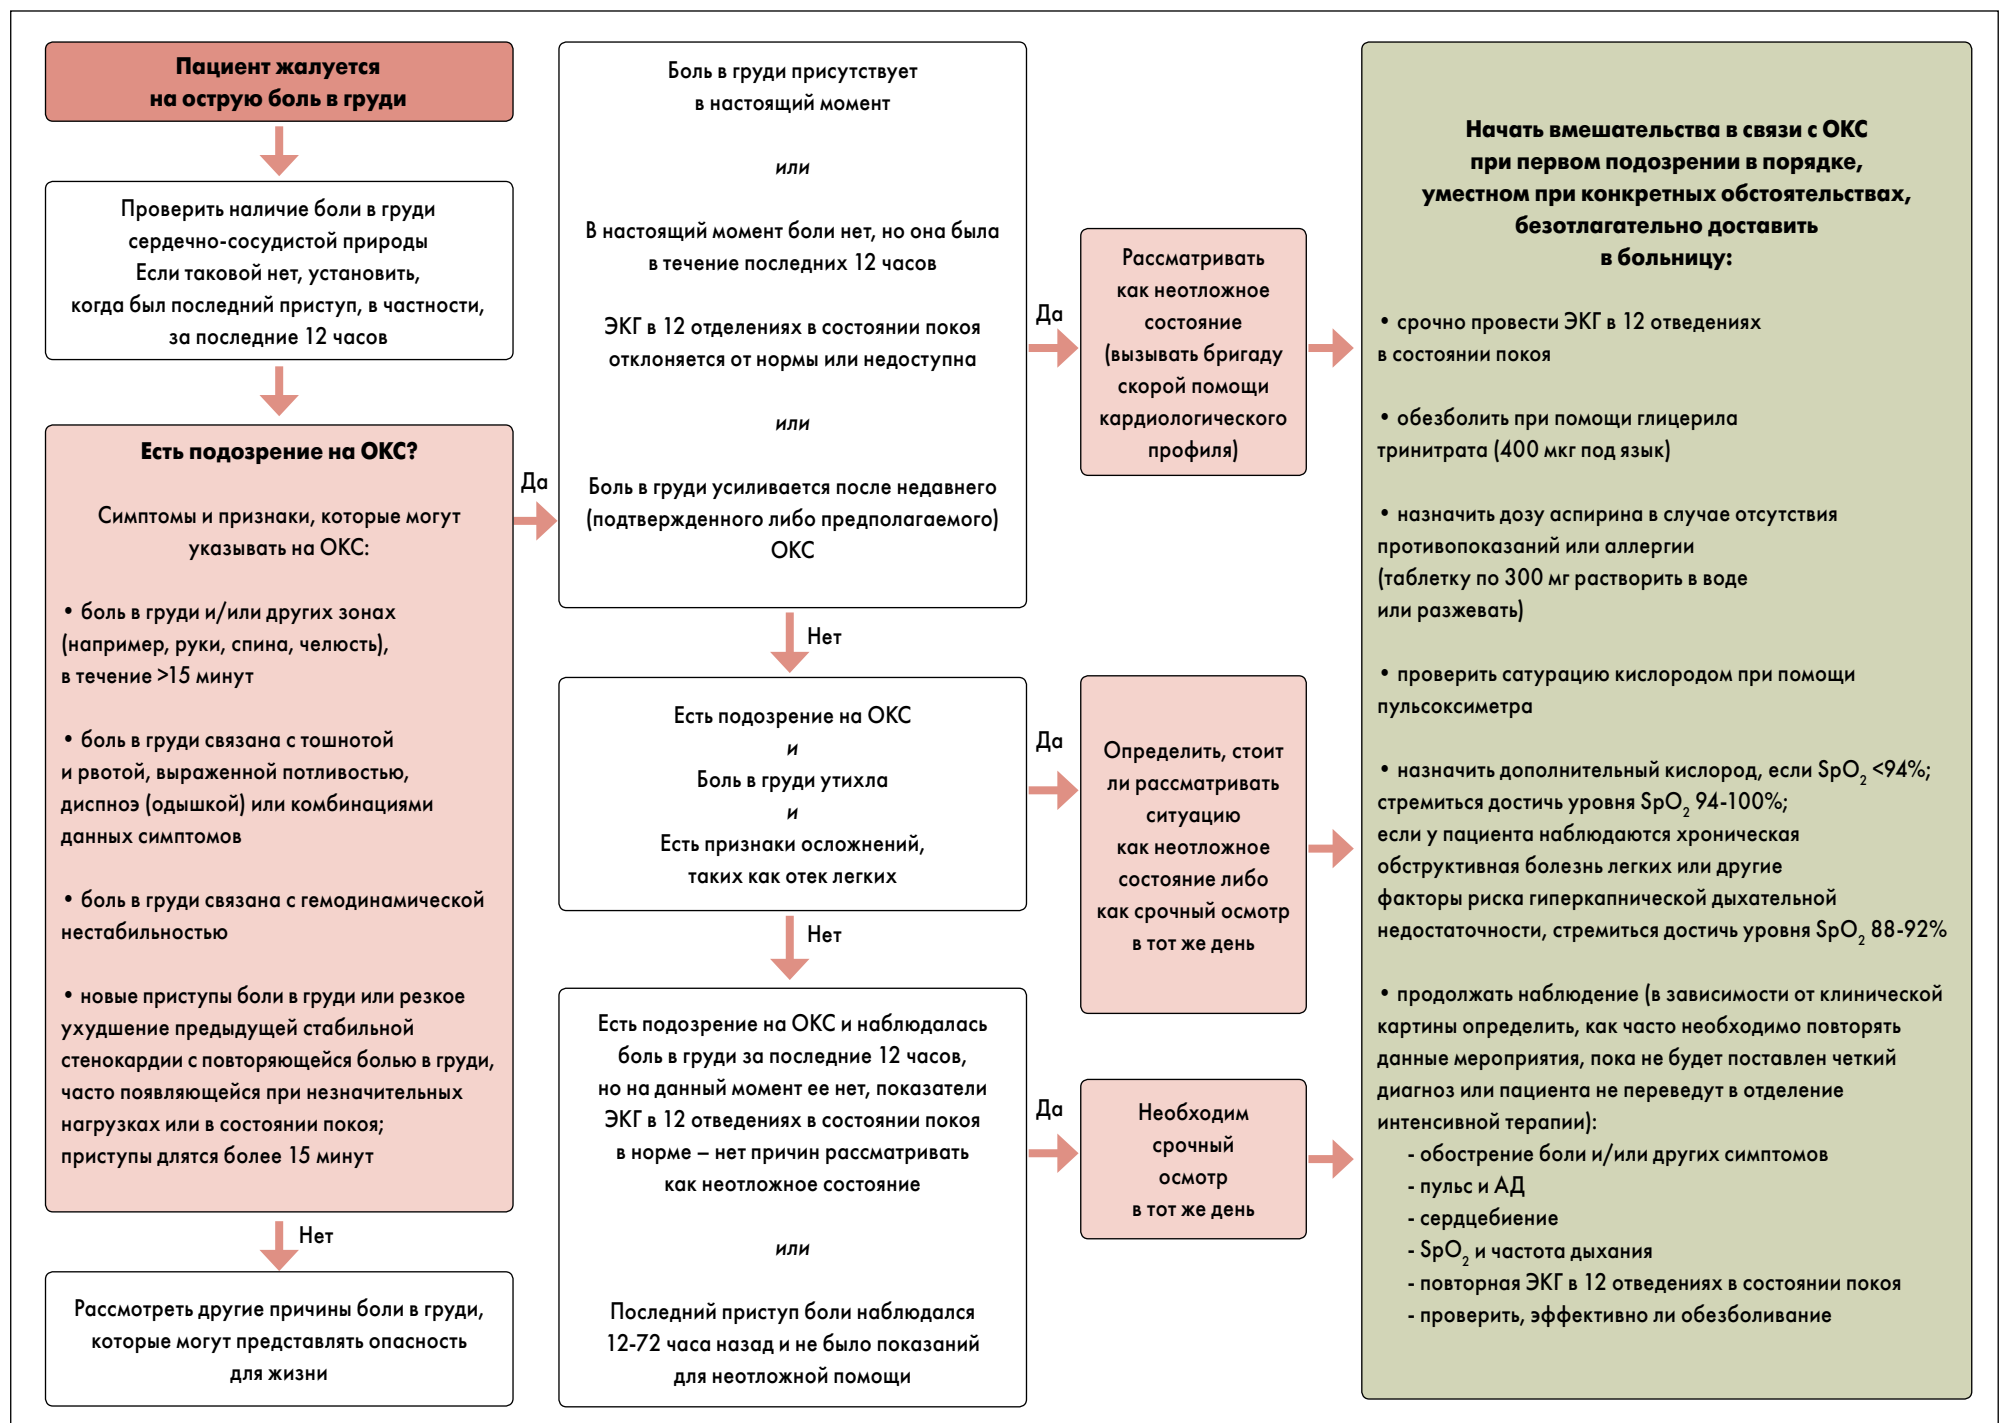 Пациент жалуется
на острую боль в груди
Проверить наличие боли в груди
сердечно-сосудистой природы
Если таковой нет, установить,
когда был последний приступ, в частности,
за последние 12 часов
Есть подозрение на ОКС?
Симптомы и признаки, которые могут
указывать на ОКС:
• боль в груди и/или других зонах
(например, руки, спина, челюсть),
в течение >15 минут
• боль в груди связана с тошнотой
и рвотой, выраженной потливостью,
диспноэ (одышкой) или комбинациями
данных симптомов
• боль в груди связана с гемодинамической
нестабильностью
• новые приступы боли в груди или резкое
ухудшение предыдущей стабильной
стенокардии с повторяющейся болью в груди,
часто появляющейся при незначительных
нагрузках или в состоянии покоя;
приступы длятся более 15 минут
Нет
Рассмотреть другие причины боли в груди,
которые могут представлять опасность
для жизни
Да
Боль в груди присутствует
в настоящий момент
или
В настоящий момент боли нет, но она была
в течение последних 12 часов
ЭКГ в 12 отделениях в состоянии покоя
отклоняется от нормы или недоступна
или
Боль в груди усиливается после недавнего
(подтвержденного либо предполагаемого)
ОКС
Нет
Есть подозрение на ОКС
и
Боль в груди утихла
и
Есть признаки осложнений,
таких как отек легких
Нет
Есть подозрение на ОКС и наблюдалась
боль в груди за последние 12 часов,
но на данный момент ее нет, показатели
ЭКГ в 12 отведениях в состоянии покоя
в норме – нет причин рассматривать
как неотложное состояние
или
Последний приступ боли наблюдался
12-72 часа назад и не было показаний
для неотложной помощи
Да
Рассматривать
как неотложное
состояние
(вызывать бригаду
скорой помощи
кардиологического
профиля)
Да
Определить, стоит
ли рассматривать
ситуацию
как неотложное
состояние либо
как срочный осмотр
в тот же день
Да
Необходим
срочный
осмотр
в тот же день
Начать вмешательства в связи с ОКС
при первом подозрении в порядке,
уместном при конкретных обстоятельствах,
безотлагательно доставить
в больницу:
• срочно провести ЭКГ в 12 отведениях
в состоянии покоя
• обезболить при помощи глицерила
тринитрата (400 мкг под язык)
• назначить дозу аспирина в случае отсутствия
противопоказаний или аллергии
(таблетку по 300 мг растворить в воде
или разжевать)
• проверить сатурацию кислородом при помощи
пульсоксиметра
• назначить дополнительный кислород, если SpO₂ <94%;
стремиться достичь уровня SpO₂ 94-100%;
если у пациента наблюдаются хроническая
обструктивная болезнь легких или другие
факторы риска гиперкапнической дыхательной
недостаточности, стремиться достичь уровня SpO₂ 88-92%
• продолжать наблюдение (в зависимости от клинической
картины определить, как часто необходимо повторять
данные мероприятия, пока не будет поставлен четкий
диагноз или пациента не переведут в отделение
интенсивной терапии):
- обострение боли и/или других симптомов
- пульс и АД
- сердцебиение
- SpO₂ и частота дыхания
- повторная ЭКГ в 12 отведениях в состоянии покоя
- проверить, эффективно ли обезболивание